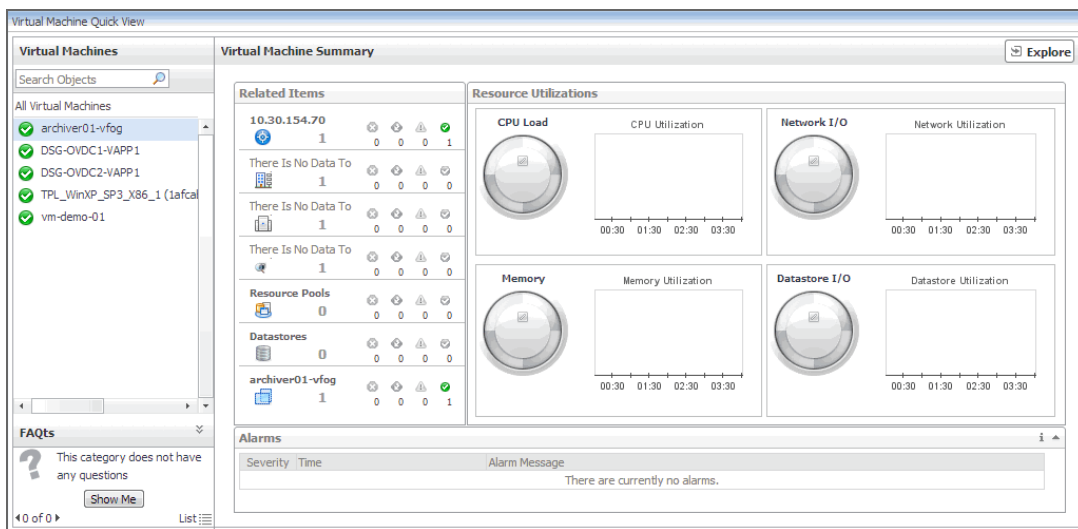 Virtual Machine Quick View
Virtual Machines
Search Objects
All Virtual Machines
archiver01-vfog
DSG-OVDC1-VAPP1
DSG-OVDC2-VAPP1
TPL_WinXP_SP3_X86_1 (1afcal
vm-demo-01
FAQts
?
This category does not have
any questions
Show Me
0 of 0
List
Virtual Machine Summary
Explore
Related Items
10.30.154.70
1
0 0 0 1
There Is No Data To
1
0 0 0 0
There Is No Data To
1
0 0 0 0
There Is No Data To
1
0 0 0 0
Resource Pools
0
0 0 0 0
Datastores
0
0 0 0 0
archiver01-vfog
1
0 0 0 1
Resource Utilizations
CPU Load
CPU Utilization
00:30 01:30 02:30 03:30
Network I/O
Network Utilization
00:30 01:30 02:30 03:30
Memory
Memory Utilization
00:30 01:30 02:30 03:30
Datastore I/O
Datastore Utilization
00:30 01:30 02:30 03:30
Alarms
i
Severity Time Alarm Message
There are currently no alarms.